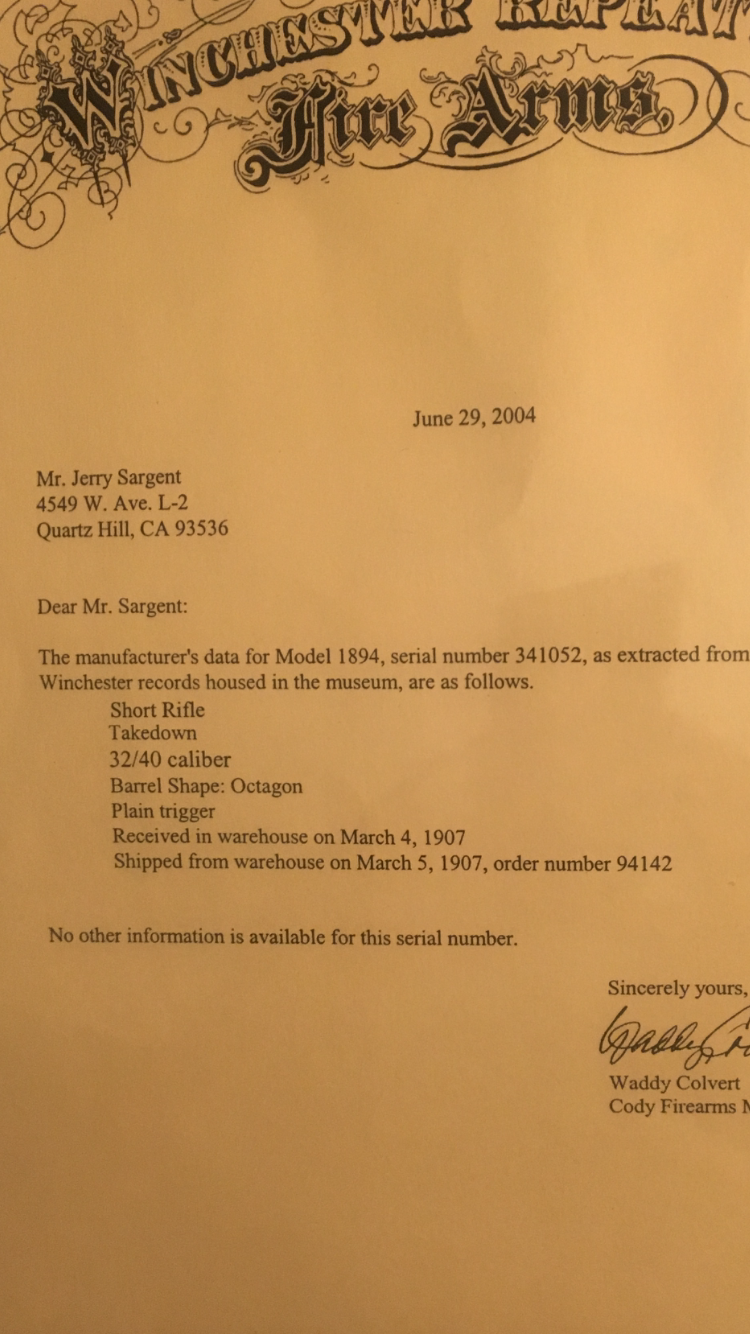 WINCHESTER REPEAT
Fire Arms,
June 29, 2004
Mr. Jerry Sargent
4549 W. Ave. L-2
Quartz Hill, CA 93536
Dear Mr. Sargent:
The manufacturer's data for Model 1894, serial number 341052, as extracted from
Winchester records housed in the museum, are as follows.
Short Rifle
Takedown
32/40 caliber
Barrel Shape: Octagon
Plain trigger
Received in warehouse on March 4, 1907
Shipped from warehouse on March 5, 1907, order number 94142
No other information is available for this serial number.
Sincerely yours,
Waddy Colvert
Cody Firearms M